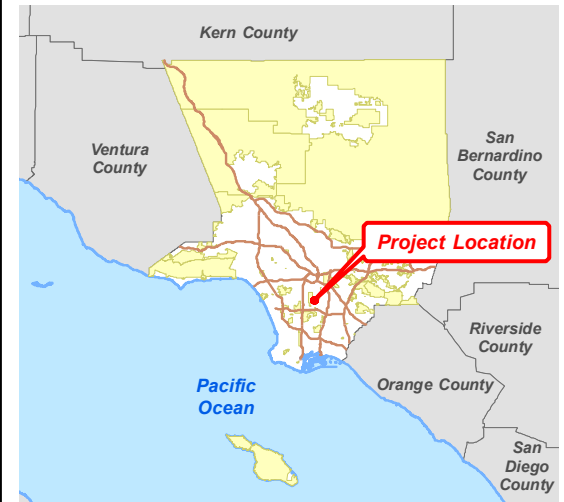 Kern County
Ventura
County
San
Bernardino
County
Project Location
Riverside
County
Pacific
Ocean
Orange County
San
Diego
County